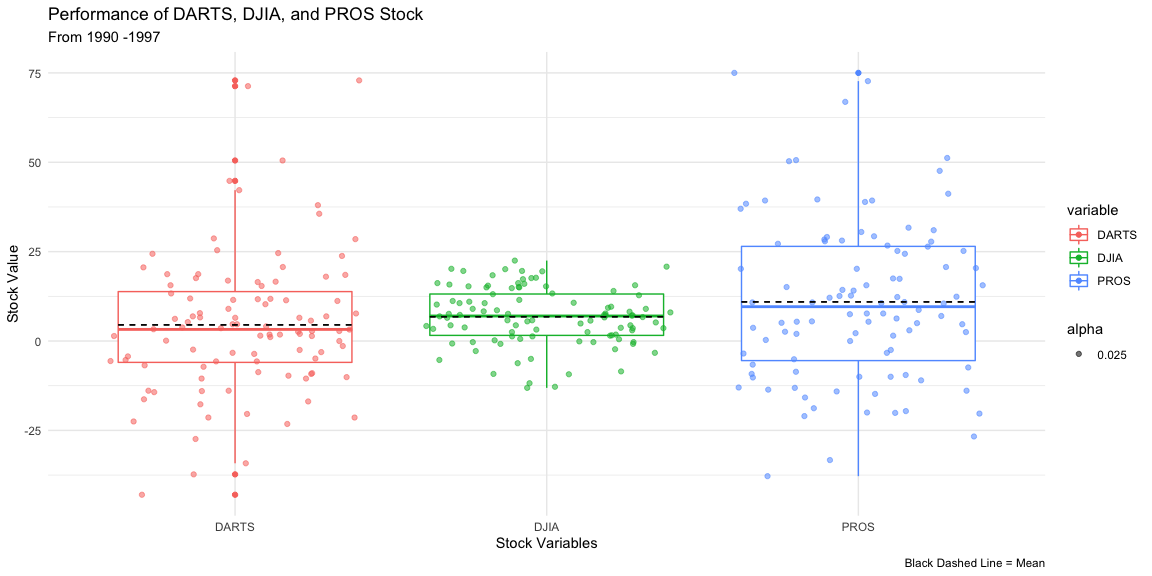 Performance of DARTS, DJIA, and PROS Stock
From 1990 -1997
Stock Value
75
50
25
0
-25
DARTS
DJIA
PROS
Stock Variables
variable
DARTS
DJIA
PROS
alpha
0.025
Black Dashed Line = Mean